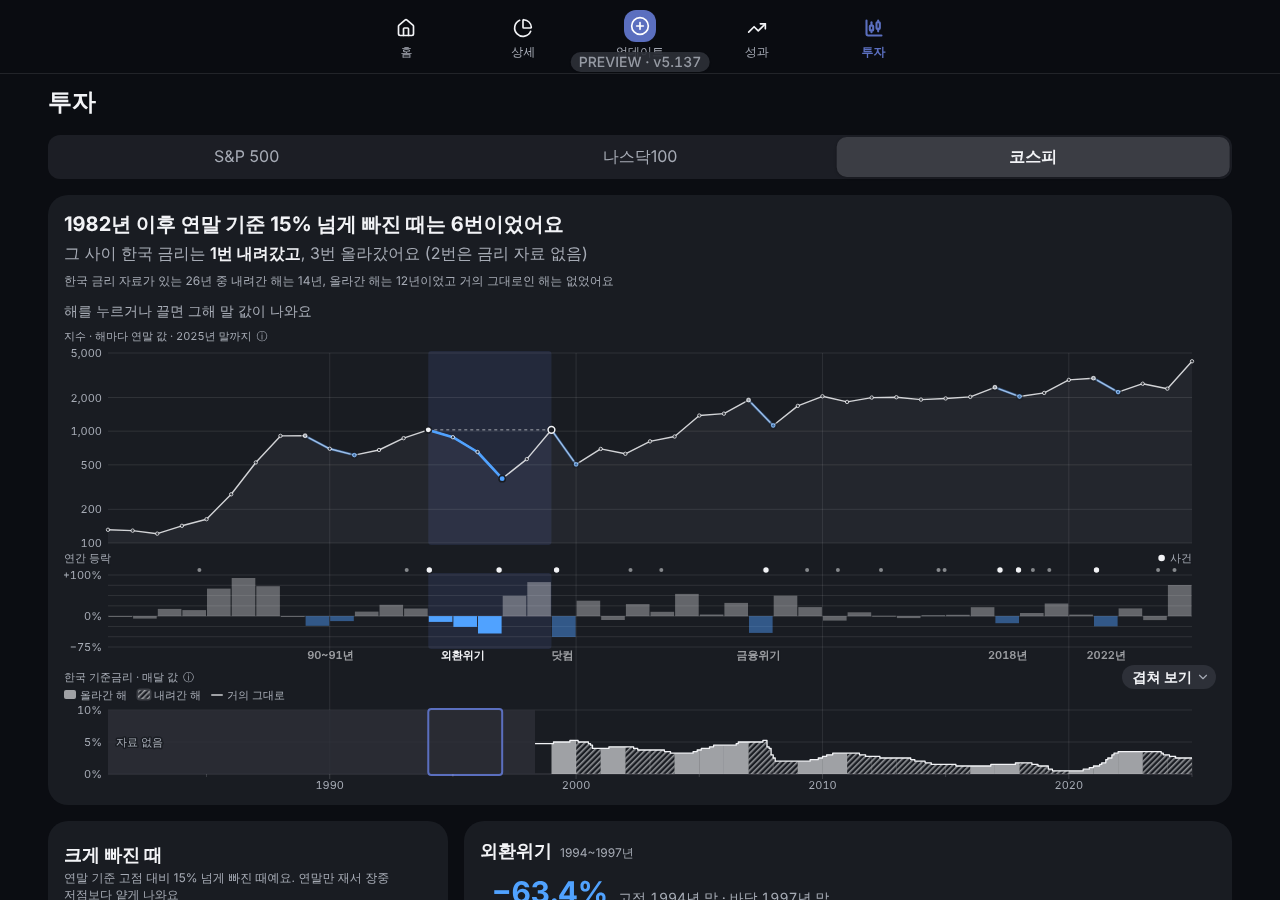 홈
상세
업데이트
성과
투자
PREVIEW · v5.137
투자
S&P 500
나스닥100
코스피
1982년 이후 연말 기준 15% 넘게 빠진 때는 6번이었어요
그 사이 한국 금리는 1번 내려갔고, 3번 올라갔어요 (2번은 금리 자료 없음)
한국 금리 자료가 있는 26년 중 내려간 해는 14년, 올라간 해는 12년이었고 거의 그대로인 해는 없었어요
해를 누르거나 끌면 그해 말 값이 나와요
지수 · 해마다 연말 값 · 2025년 말까지 ⓘ
5,000
2,000
1,000
500
200
100
연간 등락
사건
+100%
0%
−75%
90~91년
외환위기
닷컴
금융위기
2018년
2022년
한국 기준금리 · 매달 값 ⓘ
겹쳐 보기
올라간 해
내려간 해
거의 그대로
10%
5%
0%
자료 없음
1990
2000
2010
2020
크게 빠진 때
연말 기준 고점 대비 15% 넘게 빠진 때예요. 연말만 재서 장중
저점보다 얕게 나와요
외환위기 1994~1997년
−63.4% 고점 1994년 말 · 바닥 1997년 말